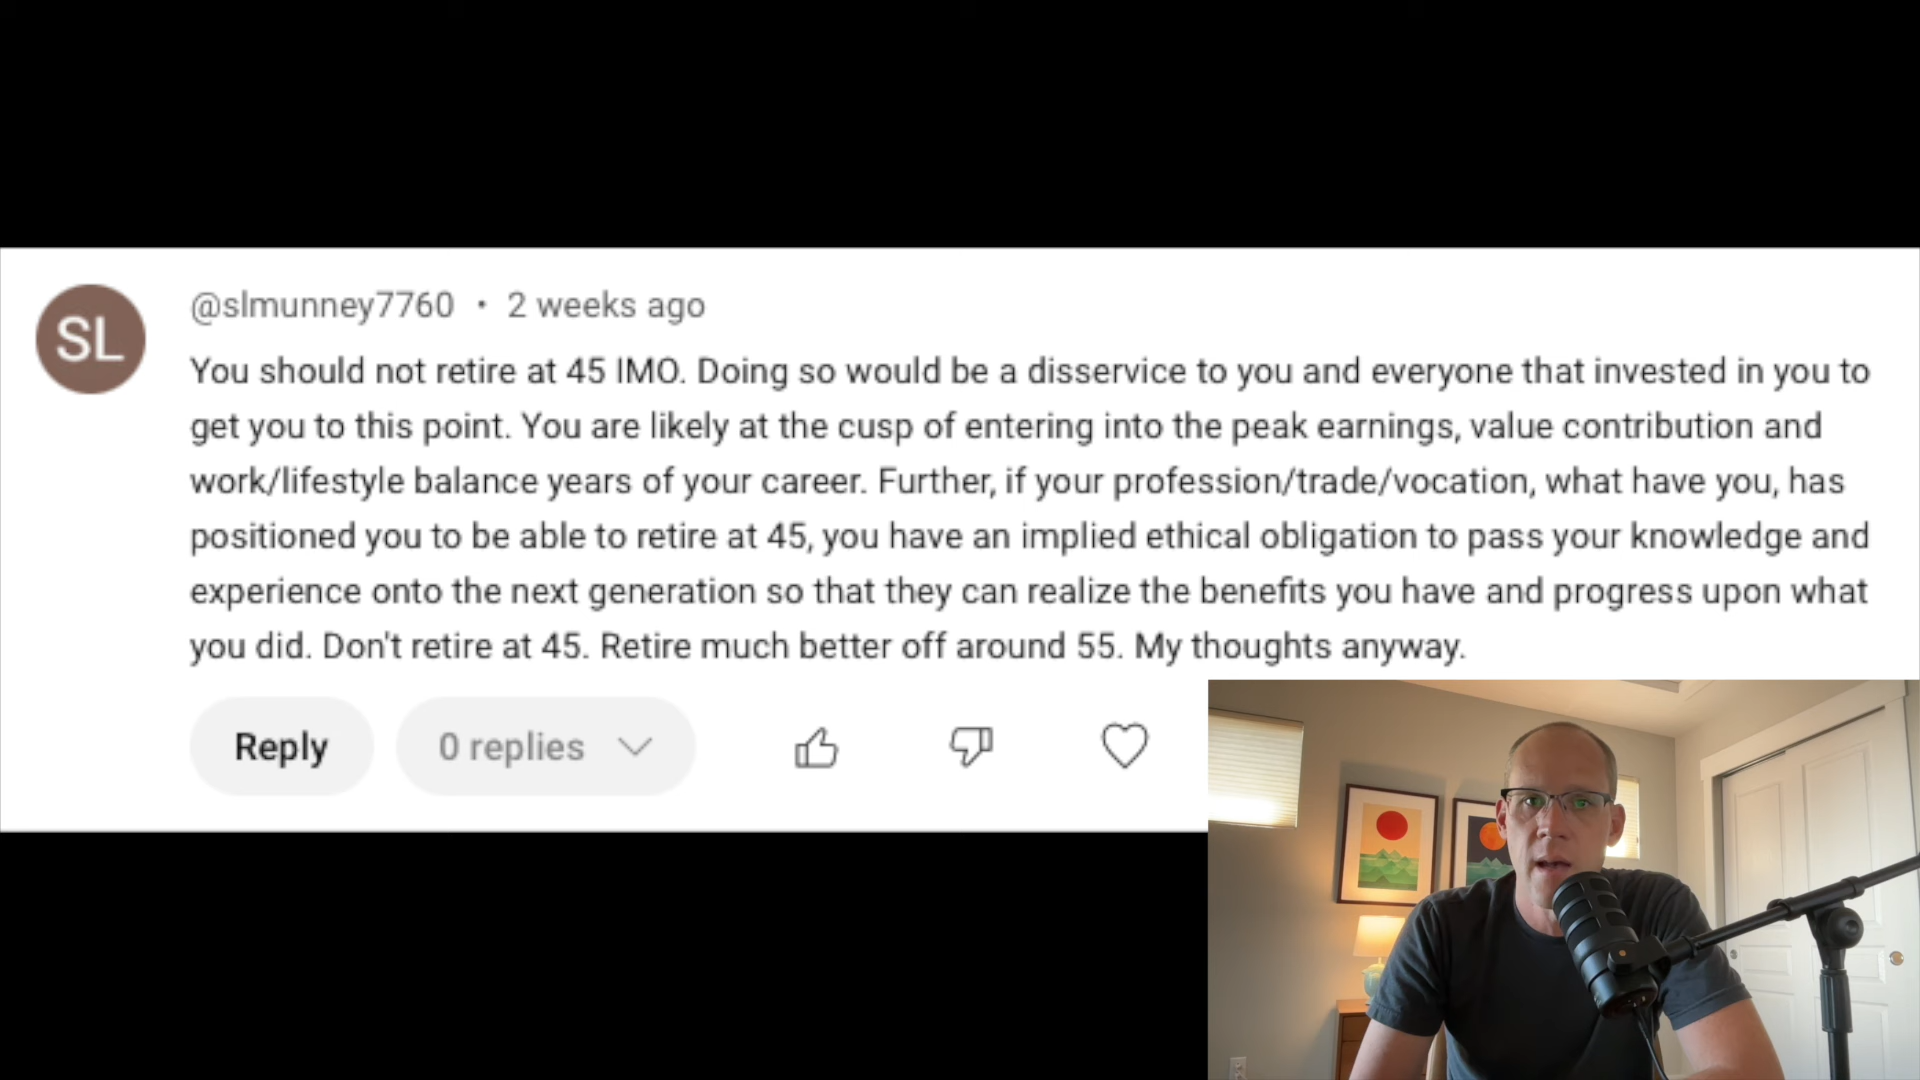 SL
@slmunney7760 • 2 weeks ago
You should not retire at 45 IMO. Doing so would be a disservice to you and everyone that invested in you to
get you to this point. You are likely at the cusp of entering into the peak earnings, value contribution and
work/lifestyle balance years of your career. Further, if your profession/trade/vocation, what have you, has
positioned you to be able to retire at 45, you have an implied ethical obligation to pass your knowledge and
experience onto the next generation so that they can realize the benefits you have and progress upon what
you did. Don't retire at 45. Retire much better off around 55. My thoughts anyway.
Reply 0 replies